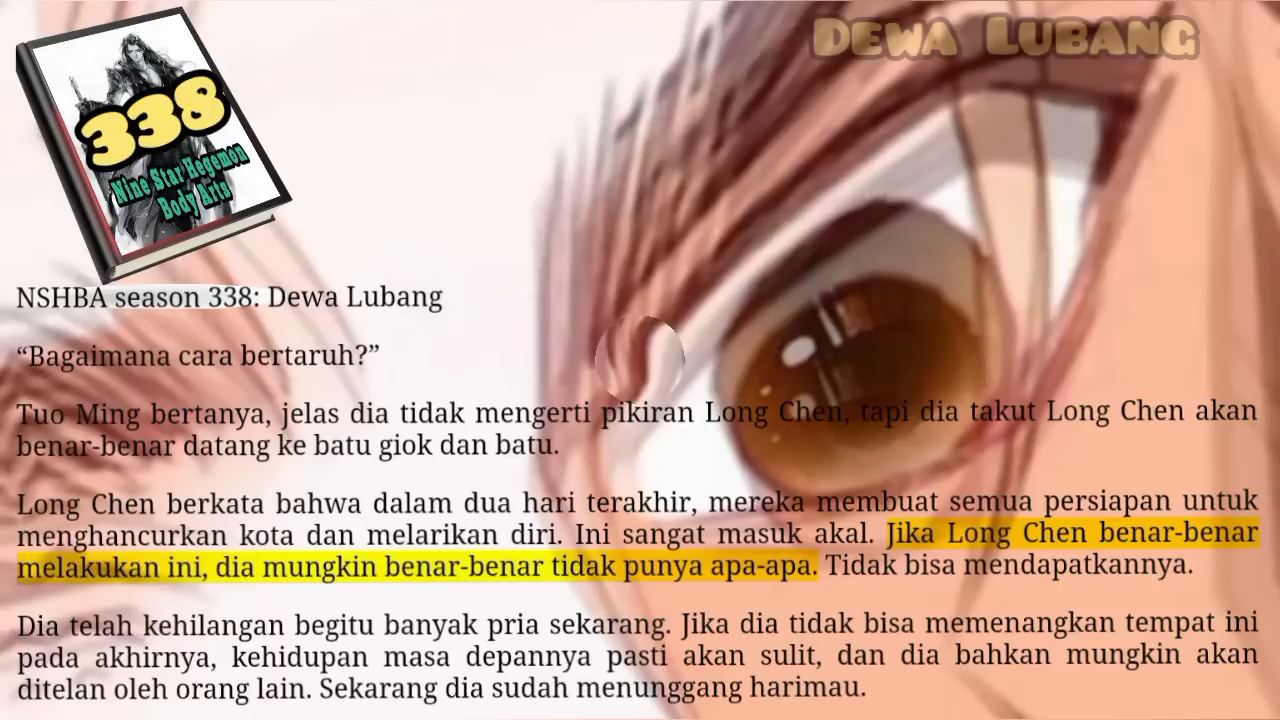 Dewa Lubang
338
Nine Star Hegemon
Body Arts
NSHBA season 338: Dewa Lubang
“Bagaimana cara bertaruh?”
Tuo Ming bertanya, jelas dia tidak mengerti pikiran Long Chen, tapi dia takut Long Chen akan
benar-benar datang ke batu giok dan batu.
Long Chen berkata bahwa dalam dua hari terakhir, mereka membuat semua persiapan untuk
menghancurkan kota dan melarikan diri. Ini sangat masuk akal. Jika Long Chen benar-benar
melakukan ini, dia mungkin benar-benar tidak punya apa-apa. Tidak bisa mendapatkannya.
Dia telah kehilangan begitu banyak pria sekarang. Jika dia tidak bisa memenangkan tempat ini
pada akhirnya, kehidupan masa depannya pasti akan sulit, dan dia bahkan mungkin akan
ditelan oleh orang lain. Sekarang dia sudah menunggang harimau.